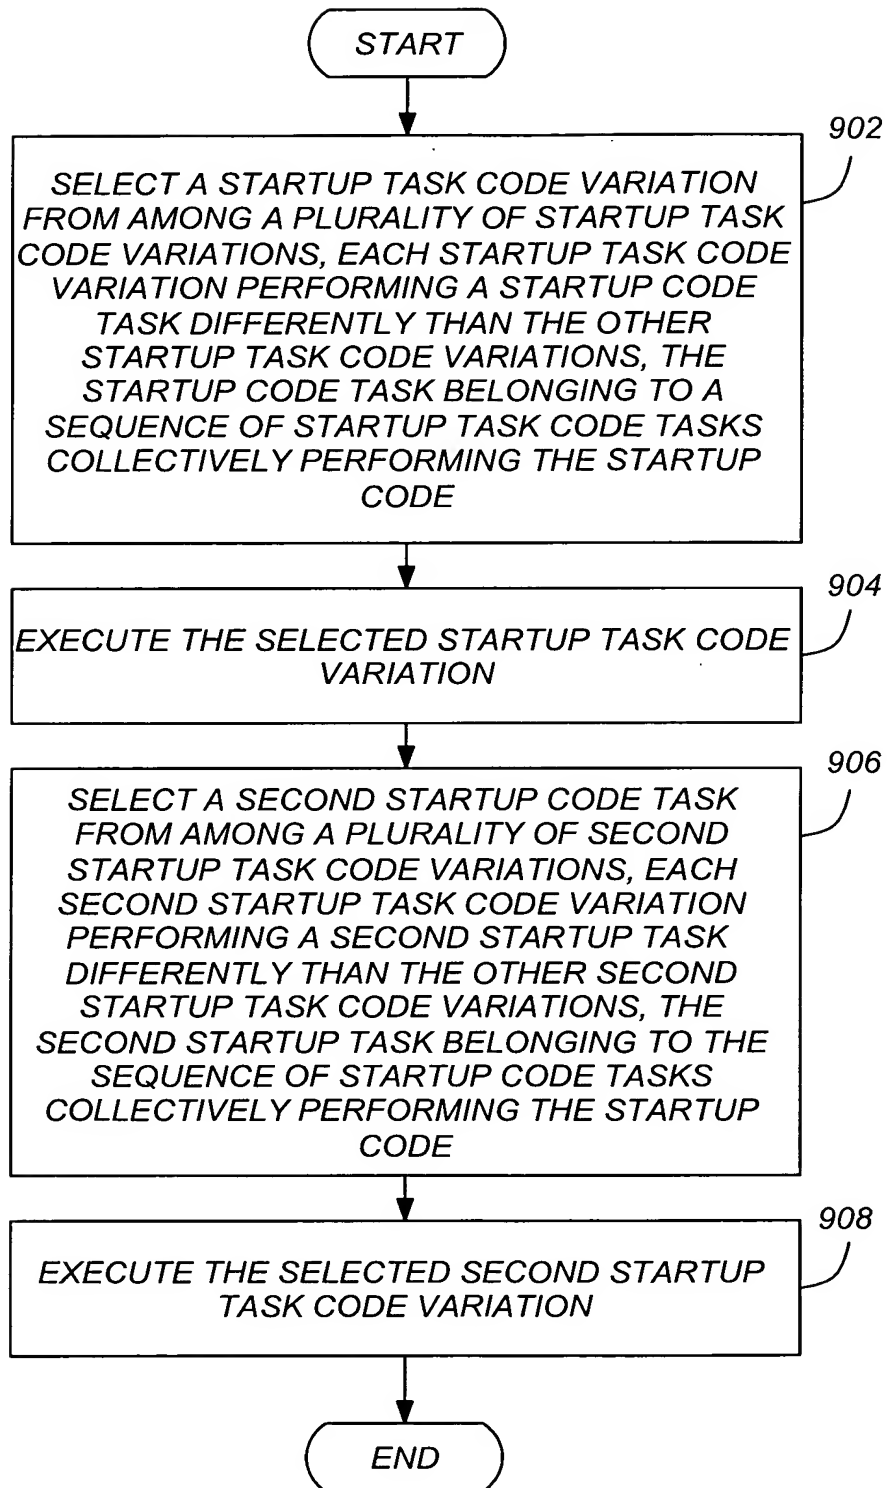 START
902
SELECT A STARTUP TASK CODE VARIATION
FROM AMONG A PLURALITY OF STARTUP TASK
CODE VARIATIONS, EACH STARTUP TASK CODE
VARIATION PERFORMING A STARTUP CODE
TASK DIFFERENTLY THAN THE OTHER
STARTUP TASK CODE VARIATIONS, THE
STARTUP CODE TASK BELONGING TO A
SEQUENCE OF STARTUP TASK CODE TASKS
COLLECTIVELY PERFORMING THE STARTUP
CODE
904
EXECUTE THE SELECTED STARTUP TASK CODE
VARIATION
906
SELECT A SECOND STARTUP CODE TASK
FROM AMONG A PLURALITY OF SECOND
STARTUP TASK CODE VARIATIONS, EACH
SECOND STARTUP TASK CODE VARIATION
PERFORMING A SECOND STARTUP TASK
DIFFERENTLY THAN THE OTHER SECOND
STARTUP TASK CODE VARIATIONS, THE
SECOND STARTUP TASK BELONGING TO THE
SEQUENCE OF STARTUP CODE TASKS
COLLECTIVELY PERFORMING THE STARTUP
CODE
908
EXECUTE THE SELECTED SECOND STARTUP
TASK CODE VARIATION
END